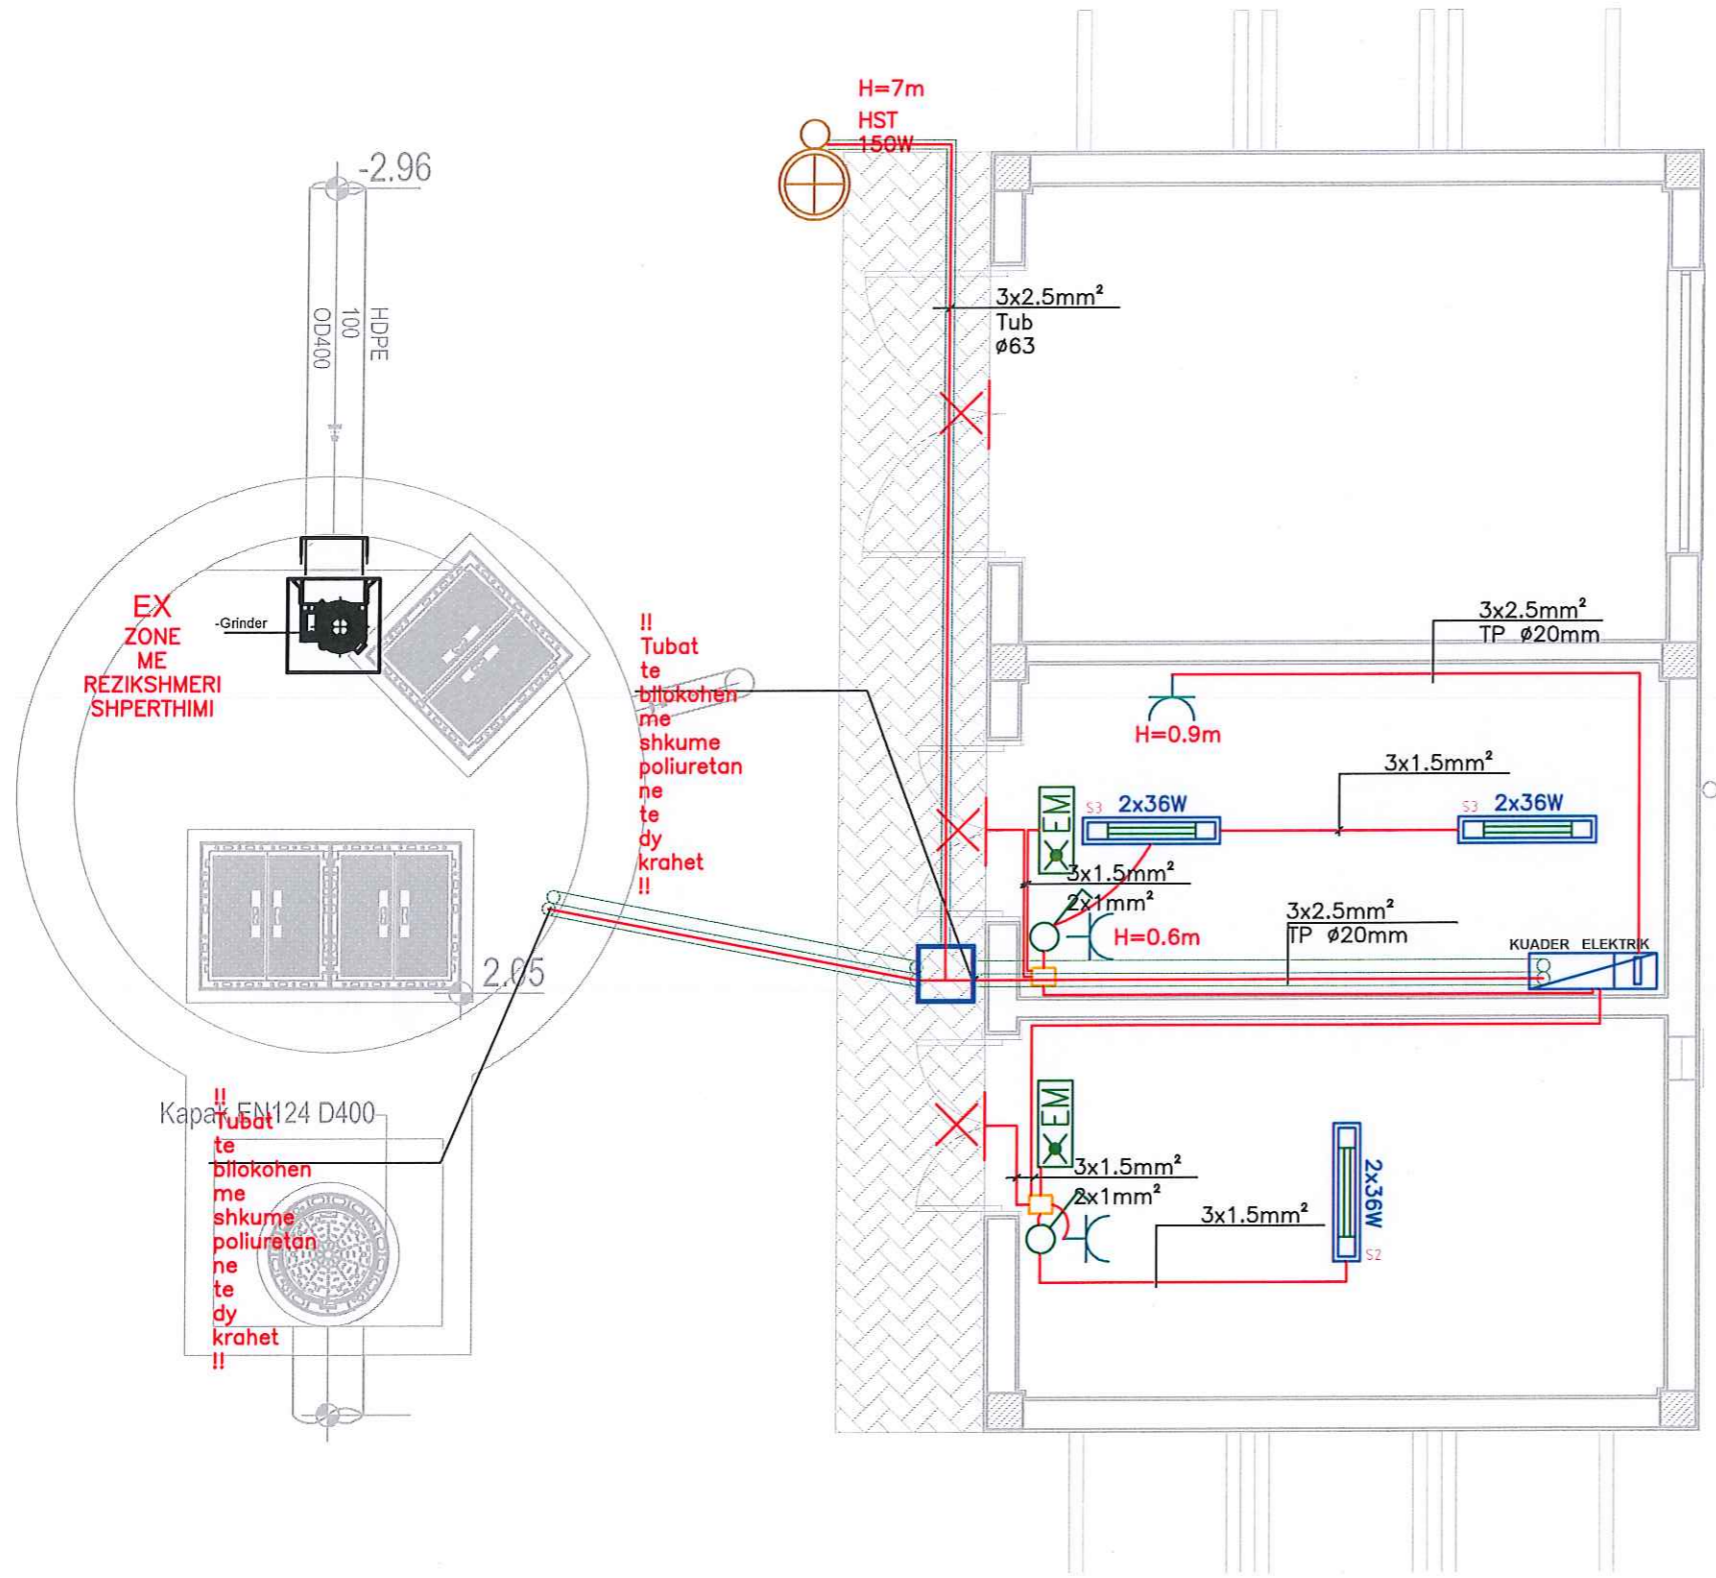 H=7m
HST
150W
-2.96
HDPE
100
OD400
3x2.5mm²
Tub
ø63
EX
ZONE
ME
REZIKSHMERI
SHPERTHIMI
-Grinder
!!
Tubat
te
bllokohen
me
shkume
poliuretan
ne
te
dy
krahet
!!
3x2.5mm²
TP ø20mm
H=0.9m
3x1.5mm²
EM
S3 2x36W
S3 2x36W
3x1.5mm²
2x1mm²
H=0.6m
3x2.5mm²
TP ø20mm
KUADER ELEKTRIK
2.65
Kapak EN124 D400
!!
Tubat
te
bllokohen
me
shkume
poliuretan
ne
te
dy
krahet
!!
EM
3x1.5mm²
2x1mm²
3x1.5mm²
2x36W
S2